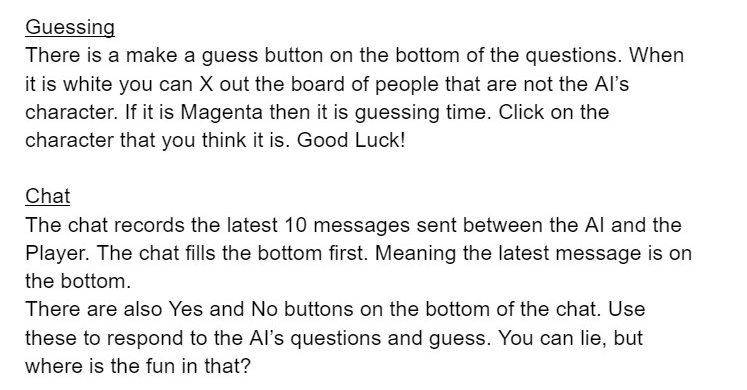 Guessing
There is a make a guess button on the bottom of the questions. When
it is white you can X out the board of people that are not the AI's
character. If it is Magenta then it is guessing time. Click on the
character that you think it is. Good Luck!
Chat
The chat records the latest 10 messages sent between the AI and the
Player. The chat fills the bottom first. Meaning the latest message is on
the bottom.
There are also Yes and No buttons on the bottom of the chat. Use
these to respond to the AI's questions and guess. You can lie, but
where is the fun in that?